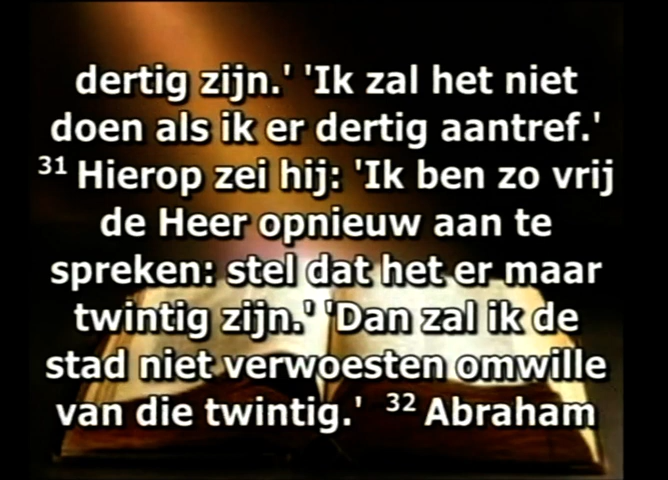 dertig zijn.' 'Ik zal het niet
doen als ik er dertig aantref.'
31 Hierop zei hij: 'Ik ben zo vrij
de Heer opnieuw aan te
spreken: stel dat het er maar
twintig zijn.' 'Dan zal ik de
stad niet verwoesten omwille
van die twintig.' 32 Abraham